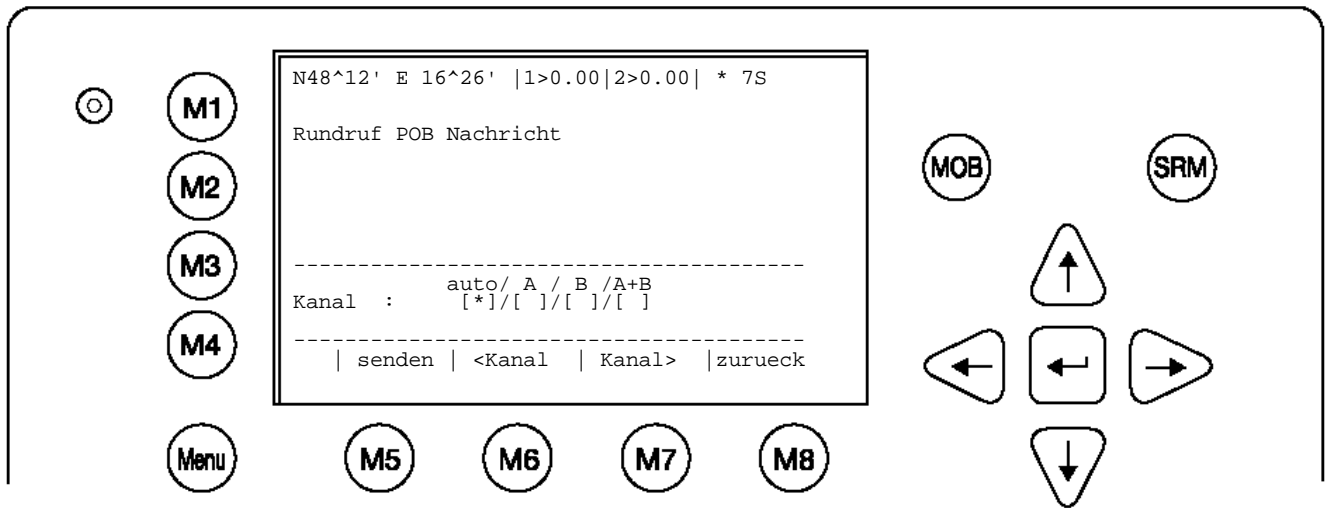 N48^12' E 16^26' |1>0.00|2>0.00| * 7S
M1
Rundruf POB Nachricht
MOB
SRM
M2
M3
----------------------------------------
auto/ A / B /A+B
Kanal : [*]/[ ]/[ ]/[ ]
----------------------------------------
M4
| senden | <Kanal | Kanal> |zurueck
Menu
M5
M6
M7
M8